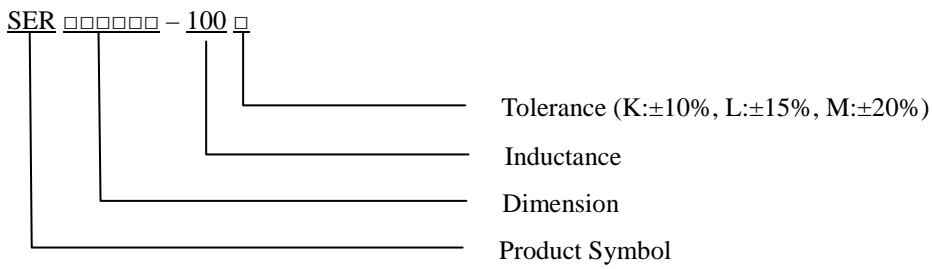 SER □□□□□□ – 100 □
Tolerance (K:±10%, L:±15%, M:±20%)
Inductance
Dimension
Product Symbol